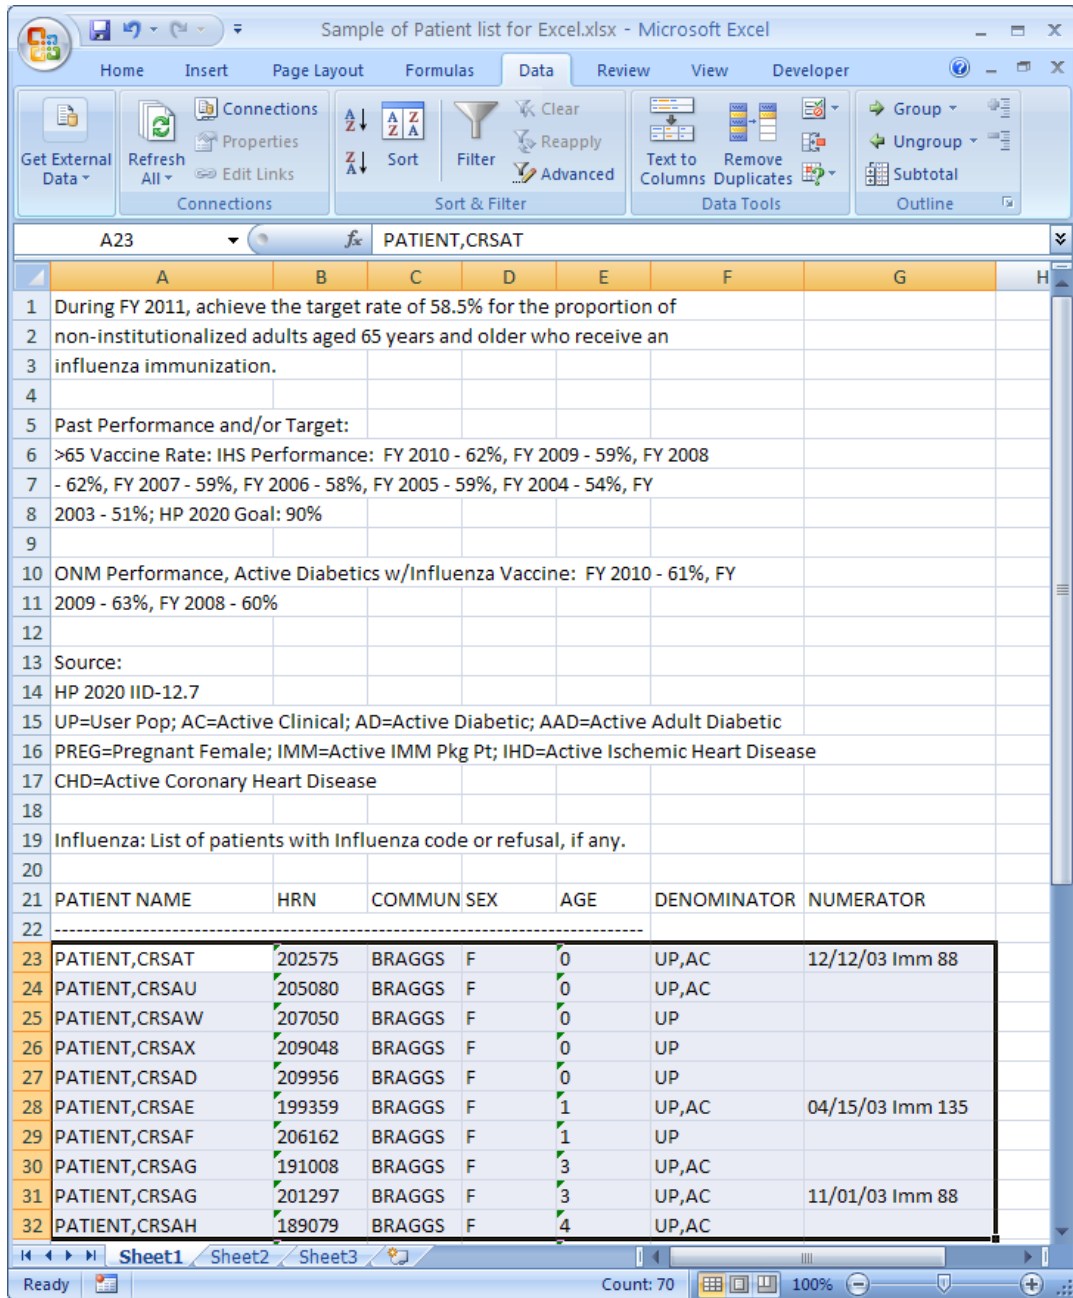 Sample of Patient list for Excel.xlsx - Microsoft Excel
Home Insert Page Layout Formulas Data Review View Developer
Get External Data
Refresh All
Connections
Properties
Edit Links
Connections
Sort
Filter
Clear
Reapply
Advanced
Sort & Filter
Text to Columns
Remove Duplicates
Data Tools
Group
Ungroup
Subtotal
Outline
A23 fx PATIENT,CRSAT
A B C D E F G H
1 During FY 2011, achieve the target rate of 58.5% for the proportion of
2 non-institutionalized adults aged 65 years and older who receive an
3 influenza immunization.
4
5 Past Performance and/or Target:
6 >65 Vaccine Rate: IHS Performance: FY 2010 - 62%, FY 2009 - 59%, FY 2008
7 - 62%, FY 2007 - 59%, FY 2006 - 58%, FY 2005 - 59%, FY 2004 - 54%, FY
8 2003 - 51%; HP 2020 Goal: 90%
9
10 ONM Performance, Active Diabetics w/Influenza Vaccine: FY 2010 - 61%, FY
11 2009 - 63%, FY 2008 - 60%
12
13 Source:
14 HP 2020 IID-12.7
15 UP=User Pop; AC=Active Clinical; AD=Active Diabetic; AAD=Active Adult Diabetic
16 PREG=Pregnant Female; IMM=Active IMM Pkg Pt; IHD=Active Ischemic Heart Disease
17 CHD=Active Coronary Heart Disease
18
19 Influenza: List of patients with Influenza code or refusal, if any.
20
21 PATIENT NAME HRN COMMUN SEX AGE DENOMINATOR NUMERATOR
22 --------------------------------------------------------------------------------
23 PATIENT,CRSAT 202575 BRAGGS F 0 UP,AC 12/12/03 Imm 88
24 PATIENT,CRSAU 205080 BRAGGS F 0 UP,AC
25 PATIENT,CRSAW 207050 BRAGGS F 0 UP
26 PATIENT,CRSAX 209048 BRAGGS F 0 UP
27 PATIENT,CRSAD 209956 BRAGGS F 0 UP
28 PATIENT,CRSAE 199359 BRAGGS F 1 UP,AC 04/15/03 Imm 135
29 PATIENT,CRSAF 206162 BRAGGS F 1 UP
30 PATIENT,CRSAG 191008 BRAGGS F 3 UP,AC
31 PATIENT,CRSAG 201297 BRAGGS F 3 UP,AC 11/01/03 Imm 88
32 PATIENT,CRSAH 189079 BRAGGS F 4 UP,AC
Sheet1 Sheet2 Sheet3
Ready Count: 70 100%